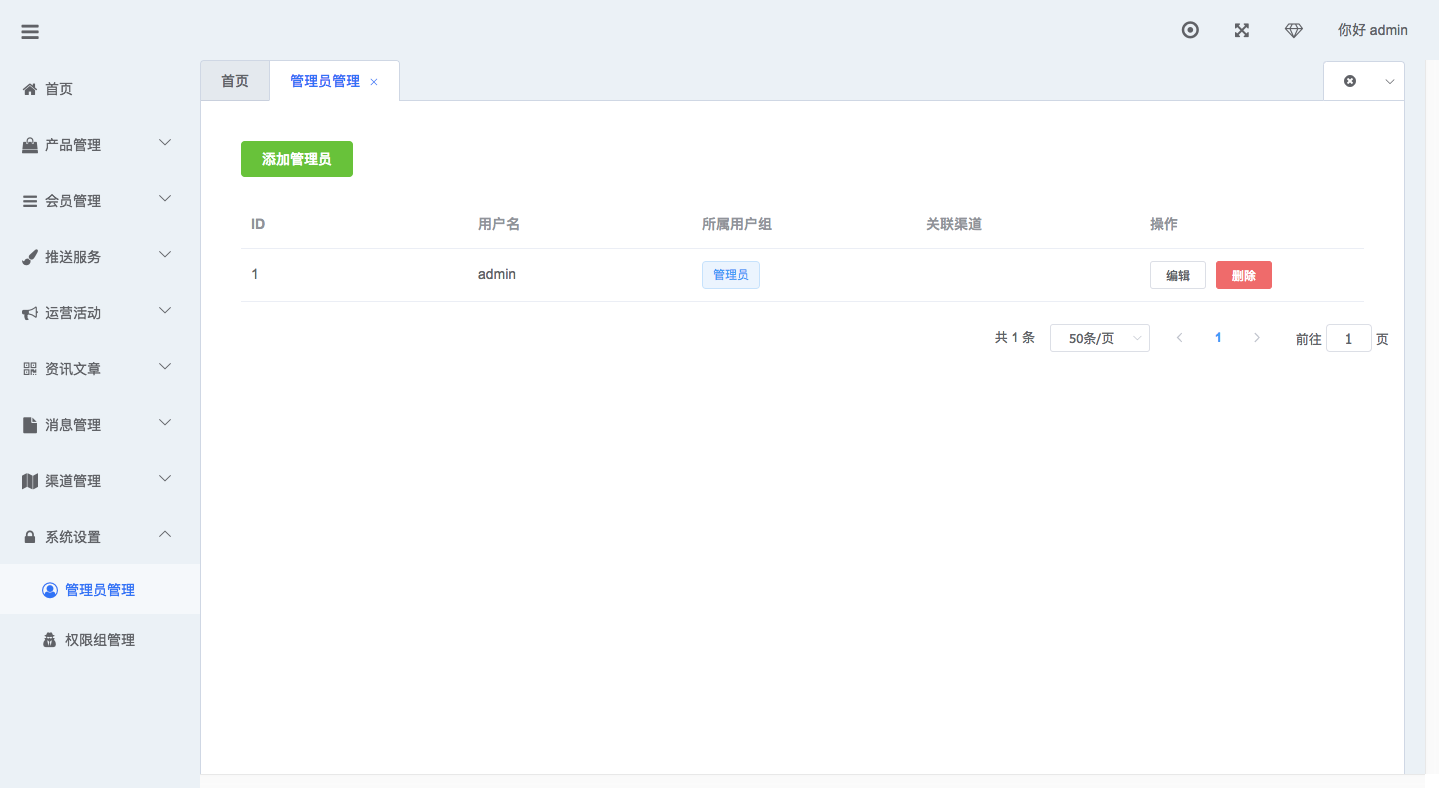 你好 admin
首页
产品管理
会员管理
推送服务
运营活动
资讯文章
消息管理
渠道管理
系统设置
管理员管理
权限组管理
首页 管理员管理
添加管理员
ID 用户名 所属用户组 关联渠道 操作
1 admin 管理员 编辑 删除
共 1 条 50条/页 1 前往 1 页